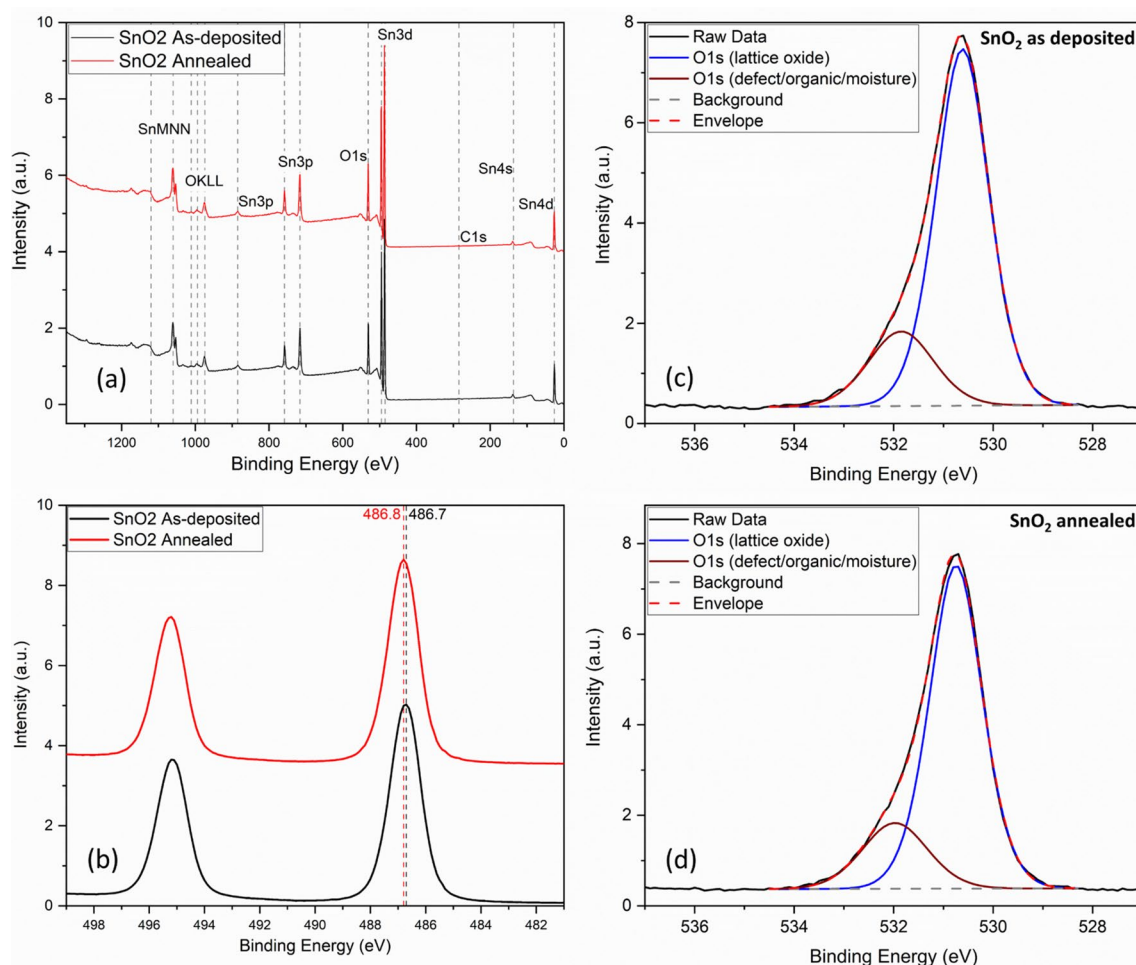 SnO2 As-deposited
SnO2 Annealed
Sn3d
SnMNN
OKLL
Sn3p
Sn3p
O1s
C1s
Sn4s
Sn4d
(a)
10
8
6
4
2
0
Intensity (a.u.)
1200 1000 800 600 400 200 0
Binding Energy (eV)
Raw Data
O1s (lattice oxide)
O1s (defect/organic/moisture)
Background
Envelope
SnO₂ as deposited
(c)
8
6
4
2
0
Intensity (a.u.)
536 534 532 530 528
Binding Energy (eV)
SnO2 As-deposited
SnO2 Annealed
486.8 486.7
(b)
10
8
6
4
2
0
Intensity (a.u.)
498 496 494 492 490 488 486 484 482
Binding Energy (eV)
Raw Data
O1s (lattice oxide)
O1s (defect/organic/moisture)
Background
Envelope
SnO₂ annealed
(d)
8
6
4
2
0
Intensity (a.u.)
536 534 532 530 528
Binding Energy (eV)